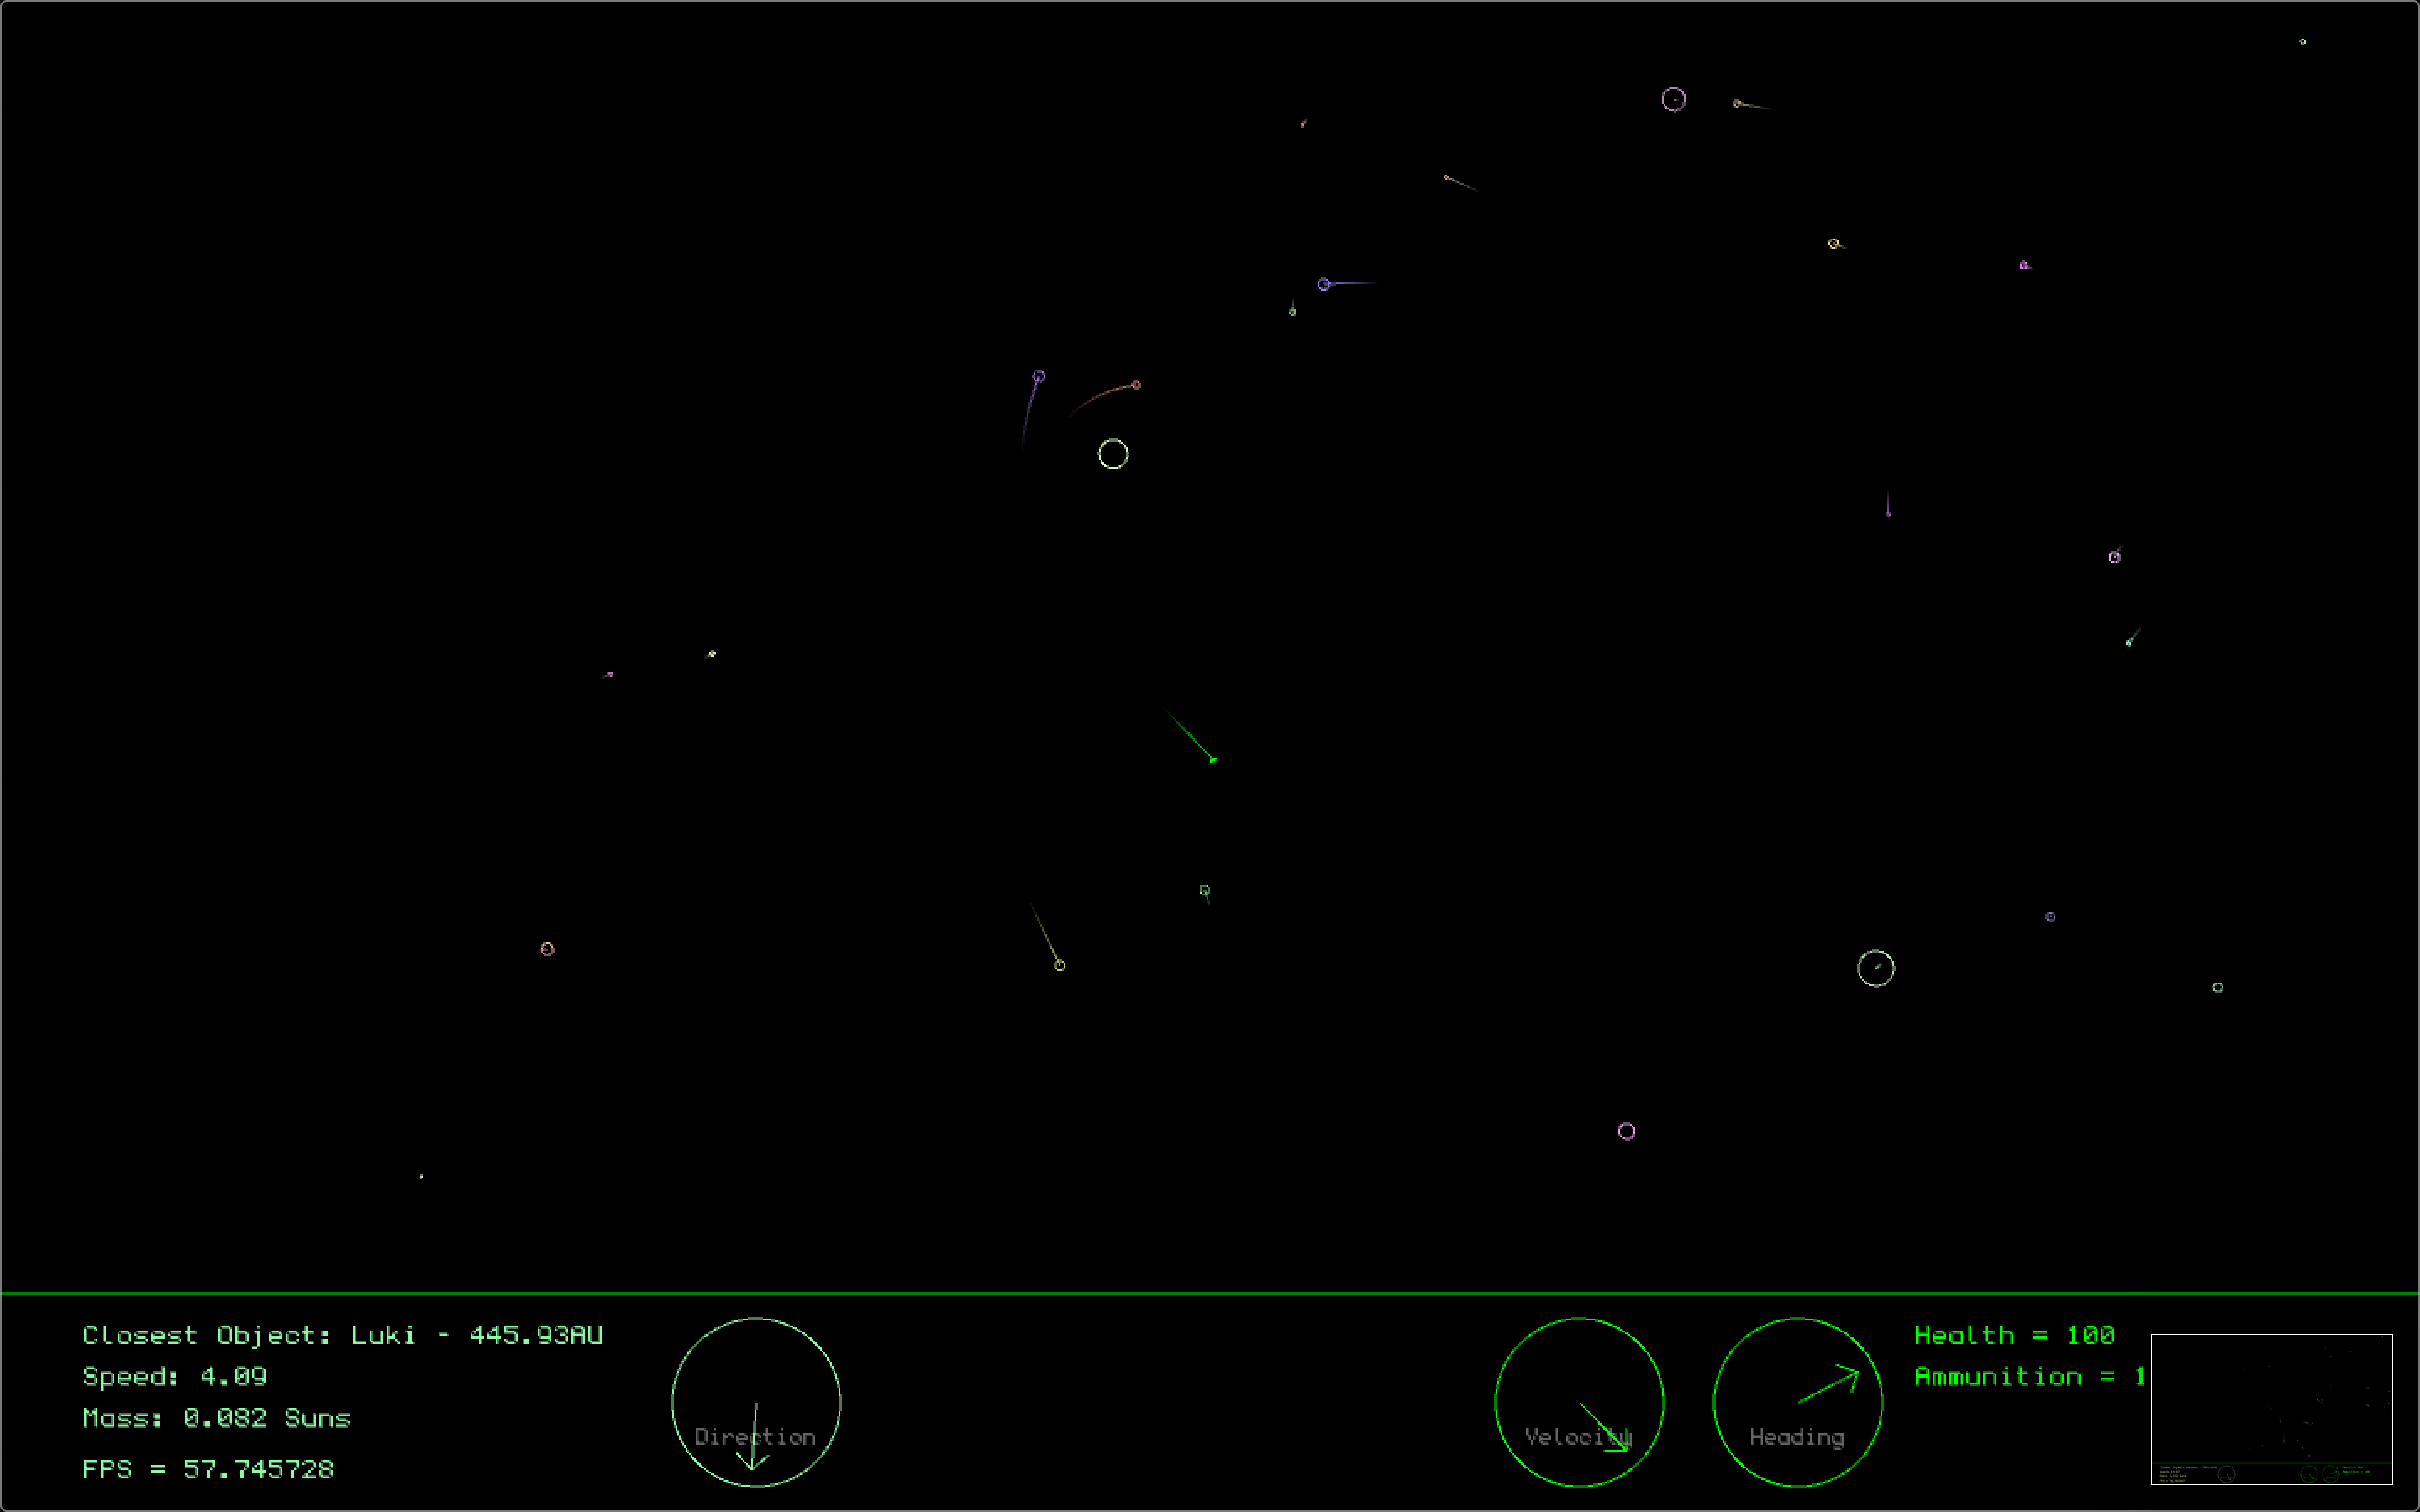 Closest Object: Luki - 445.93AU
Speed: 4.09
Mass: 0.082 Suns
FPS = 57.745728
Direction
Velocity
Heading
Health = 100
Ammunition = 1